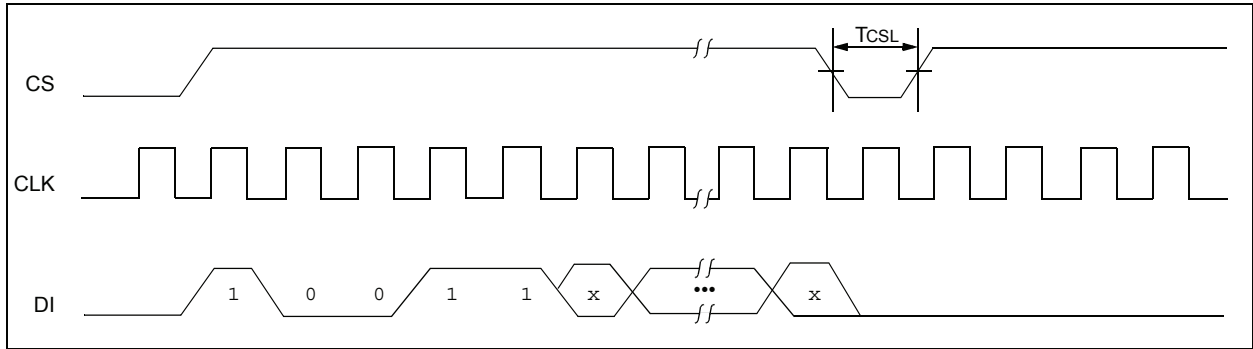 TCSL
CS
CLK
DI
1 0 0 1 1 x ••• x